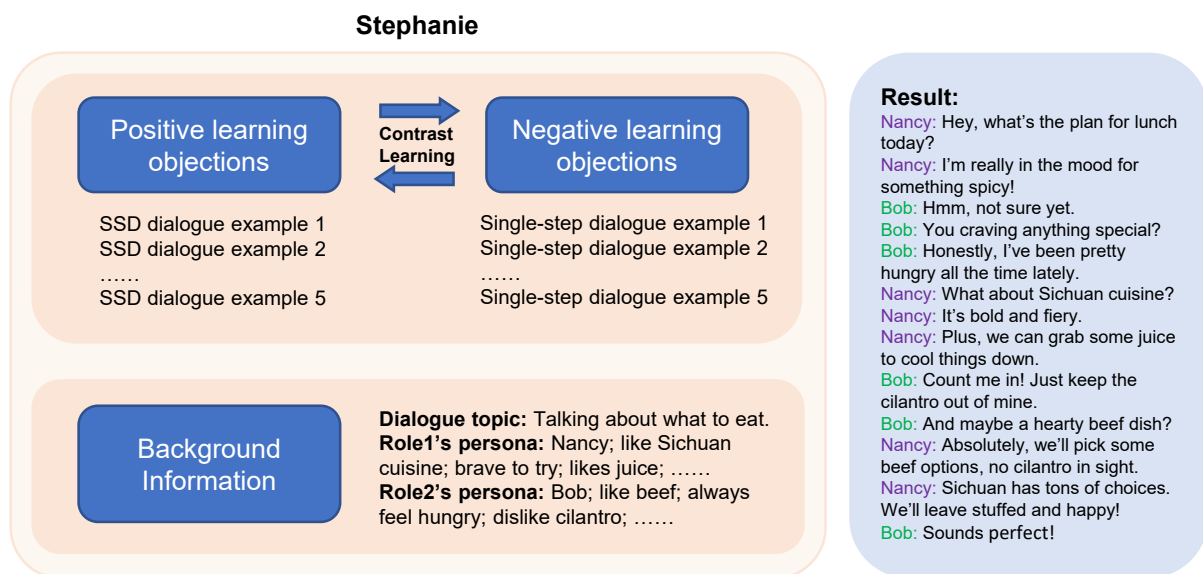 Stephanie
Positive learning
objections
Contrast
Learning
Negative learning
objections
SSD dialogue example 1
SSD dialogue example 2
......
SSD dialogue example 5
Single-step dialogue example 1
Single-step dialogue example 2
......
Single-step dialogue example 5
Background
Information
Dialogue topic: Talking about what to eat.
Role1's persona: Nancy; like Sichuan
cuisine; brave to try; likes juice; ......
Role2's persona: Bob; like beef; always
feel hungry; dislike cilantro; ......
Result:
Nancy: Hey, what's the plan for lunch
today?
Nancy: I'm really in the mood for
something spicy!
Bob: Hmm, not sure yet.
Bob: You craving anything special?
Bob: Honestly, I've been pretty
hungry all the time lately.
Nancy: What about Sichuan cuisine?
Nancy: It's bold and fiery.
Nancy: Plus, we can grab some juice
to cool things down.
Bob: Count me in! Just keep the
cilantro out of mine.
Bob: And maybe a hearty beef dish?
Nancy: Absolutely, we'll pick some
beef options, no cilantro in sight.
Nancy: Sichuan has tons of choices.
We'll leave stuffed and happy!
Bob: Sounds perfect!